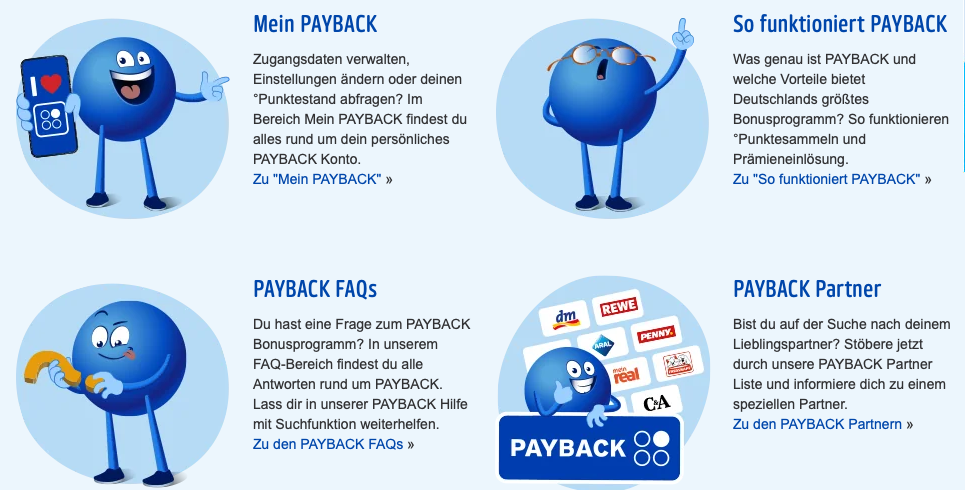 I
Mein PAYBACK
Zugangsdaten verwalten,
Einstellungen ändern oder deinen
°Punktestand abfragen? Im
Bereich Mein PAYBACK findest du
alles rund um dein persönliches
PAYBACK Konto.
Zu "Mein PAYBACK" »
So funktioniert PAYBACK
Was genau ist PAYBACK und
welche Vorteile bietet
Deutschlands größtes
Bonusprogramm? So funktionieren
°Punktesammeln und
Prämieneinlösung.
Zu "So funktioniert PAYBACK" »
PAYBACK FAQs
Du hast eine Frage zum PAYBACK
Bonusprogramm? In unserem
FAQ-Bereich findest du alle
Antworten rund um PAYBACK.
Lass dir in unserer PAYBACK Hilfe
mit Suchfunktion weiterhelfen.
Zu den PAYBACK FAQs »
dm
REWE
ARAL
PENNY.
mein
real
C&A
PAYBACK
PAYBACK Partner
Bist du auf der Suche nach deinem
Lieblingspartner? Stöbere jetzt
durch unsere PAYBACK Partner
Liste und informiere dich zu einem
speziellen Partner.
Zu den PAYBACK Partnern »